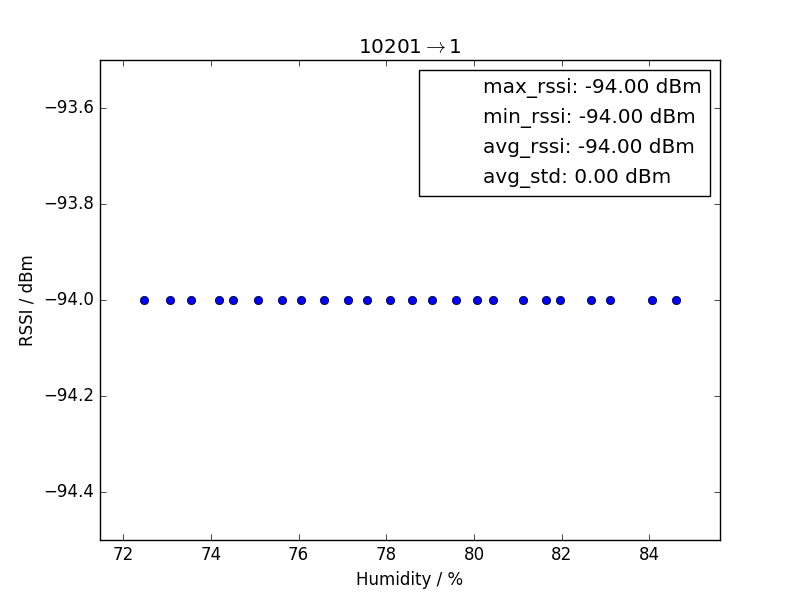 10201→1
max_rssi: -94.00 dBm
min_rssi: -94.00 dBm
avg_rssi: -94.00 dBm
avg_std: 0.00 dBm
−93.6
−93.8
−94.0
−94.2
−94.4
RSSI / dBm
72 74 76 78 80 82 84
Humidity / %